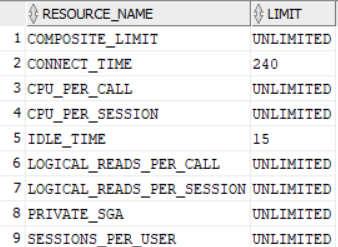 RESOURCE_NAME LIMIT
1 COMPOSITE_LIMIT UNLIMITED
2 CONNECT_TIME 240
3 CPU_PER_CALL UNLIMITED
4 CPU_PER_SESSION UNLIMITED
5 IDLE_TIME 15
6 LOGICAL_READS_PER_CALL UNLIMITED
7 LOGICAL_READS_PER_SESSION UNLIMITED
8 PRIVATE_SGA UNLIMITED
9 SESSIONS_PER_USER UNLIMITED